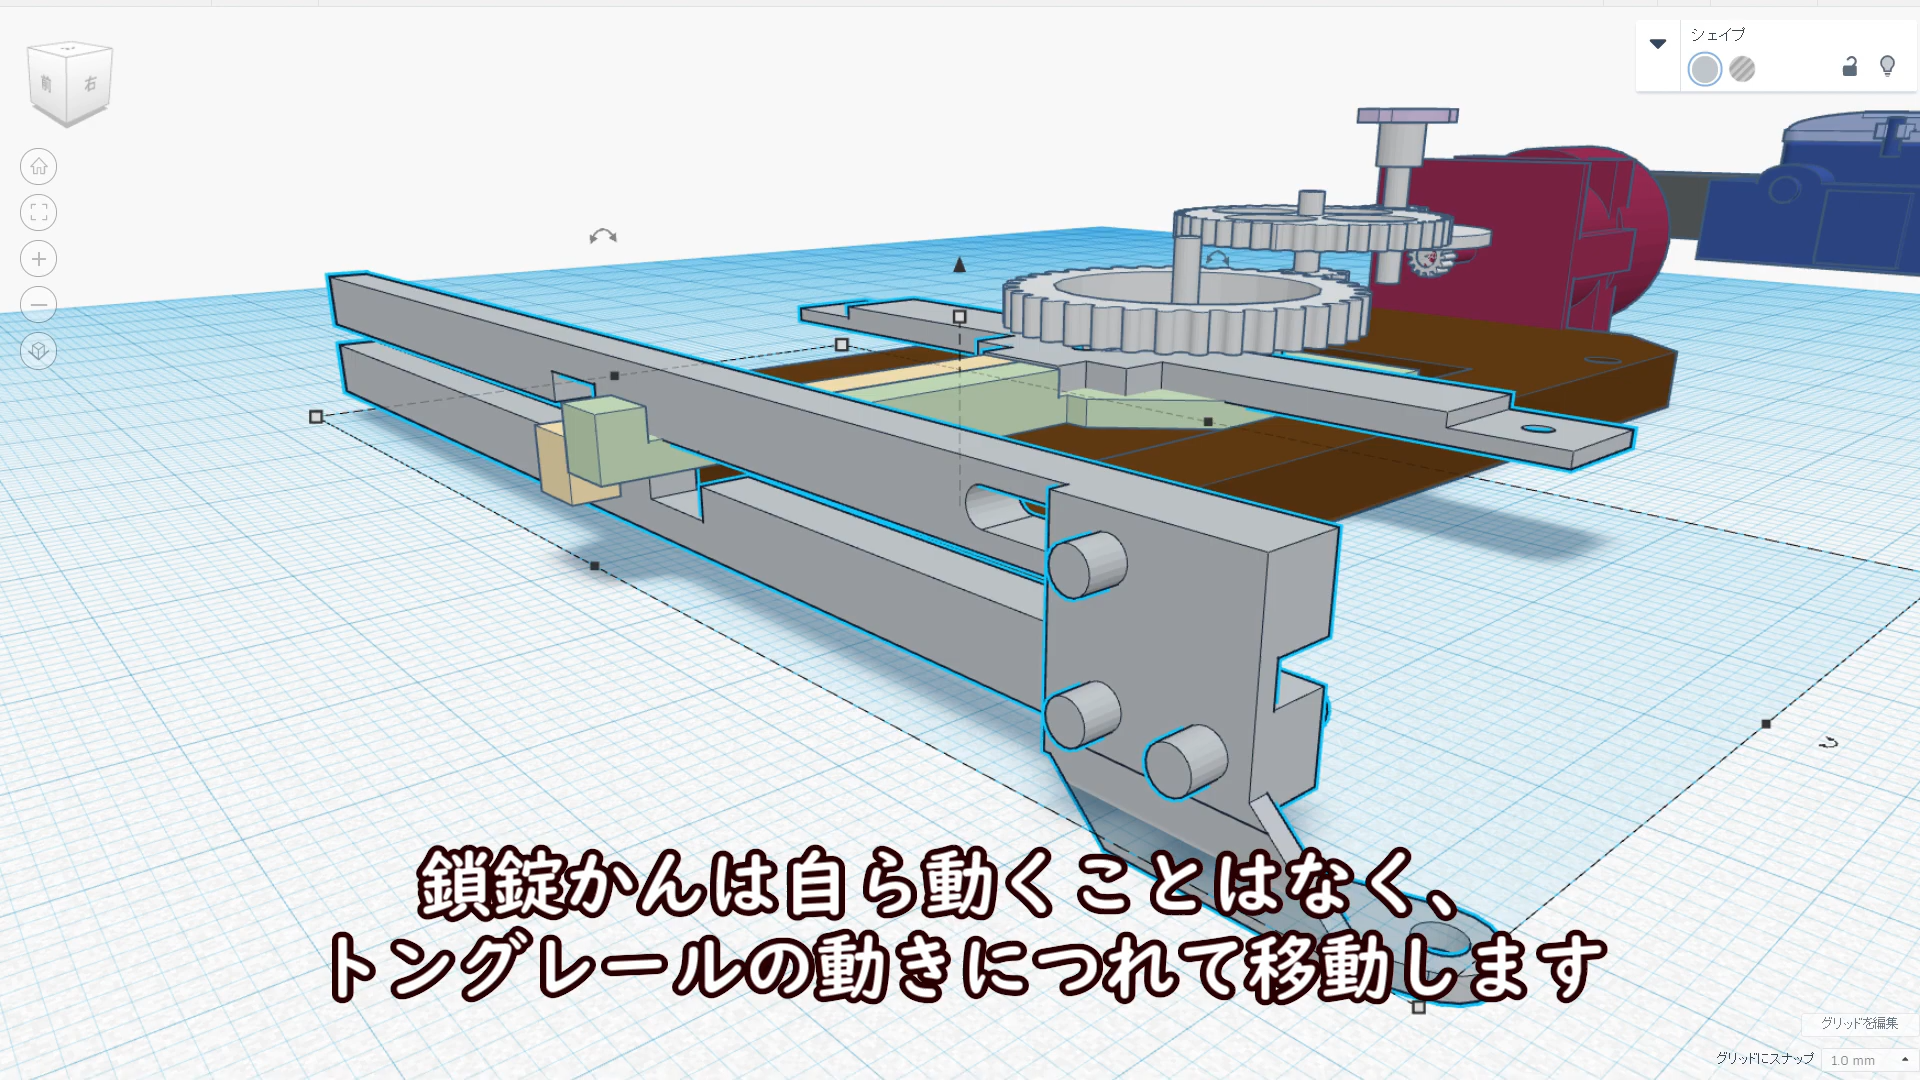 シェイプ
前
右
鎖錠かんは自ら動くことはなく、
トングレールの動きにつれて移動します
グリッドを編集
グリッドにスナップ 1.0 mm